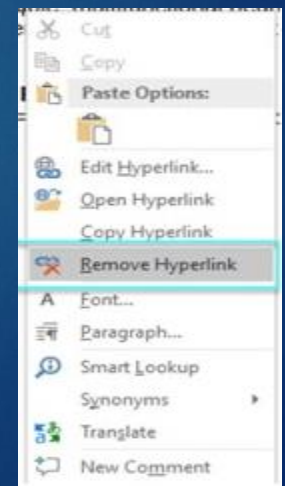 Cut
Copy
Paste Options:
Edit Hyperlink...
Open Hyperlink
Copy Hyperlink
Remove Hyperlink
A Font...
Paragraph...
Smart Lookup
Synonyms
Translate
New Comment